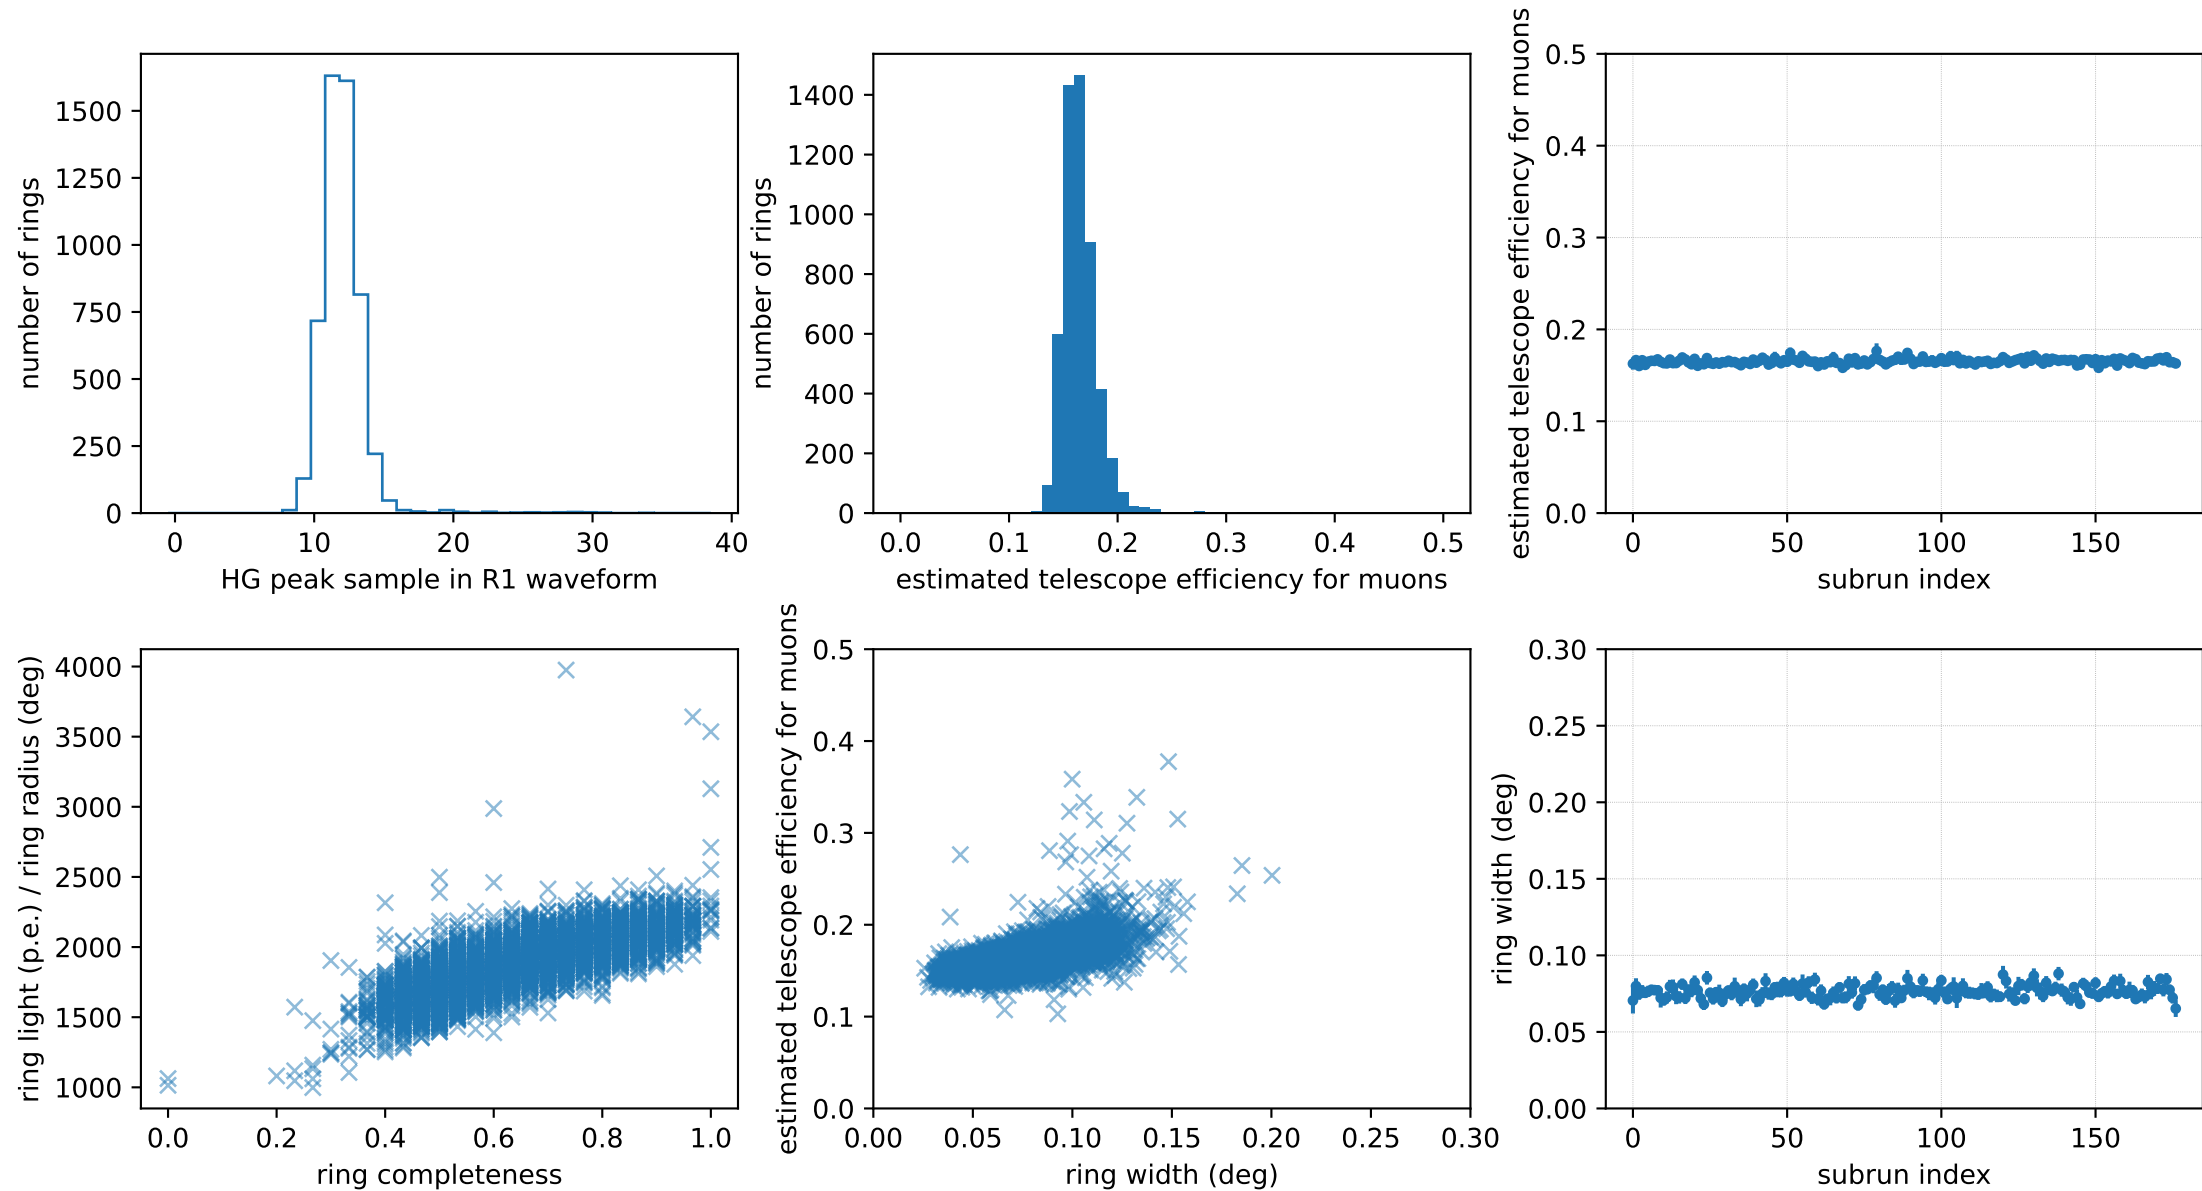 number of rings
1500
1250
1000
750
500
250
0
0 10 20 30 40
HG peak sample in R1 waveform
number of rings
1400
1200
1000
800
600
400
200
0
0.0 0.1 0.2 0.3 0.4 0.5
estimated telescope efficiency for muons
estimated telescope efficiency for muons
0.5
0.4
0.3
0.2
0.1
0.0
0 50 100 150
subrun index
ring light (p.e.) / ring radius (deg)
4000
3500
3000
2500
2000
1500
1000
0.0 0.2 0.4 0.6 0.8 1.0
ring completeness
estimated telescope efficiency for muons
0.5
0.4
0.3
0.2
0.1
0.0
0.00 0.05 0.10 0.15 0.20 0.25 0.30
ring width (deg)
ring width (deg)
0.30
0.25
0.20
0.15
0.10
0.05
0.00
0 50 100 150
subrun index